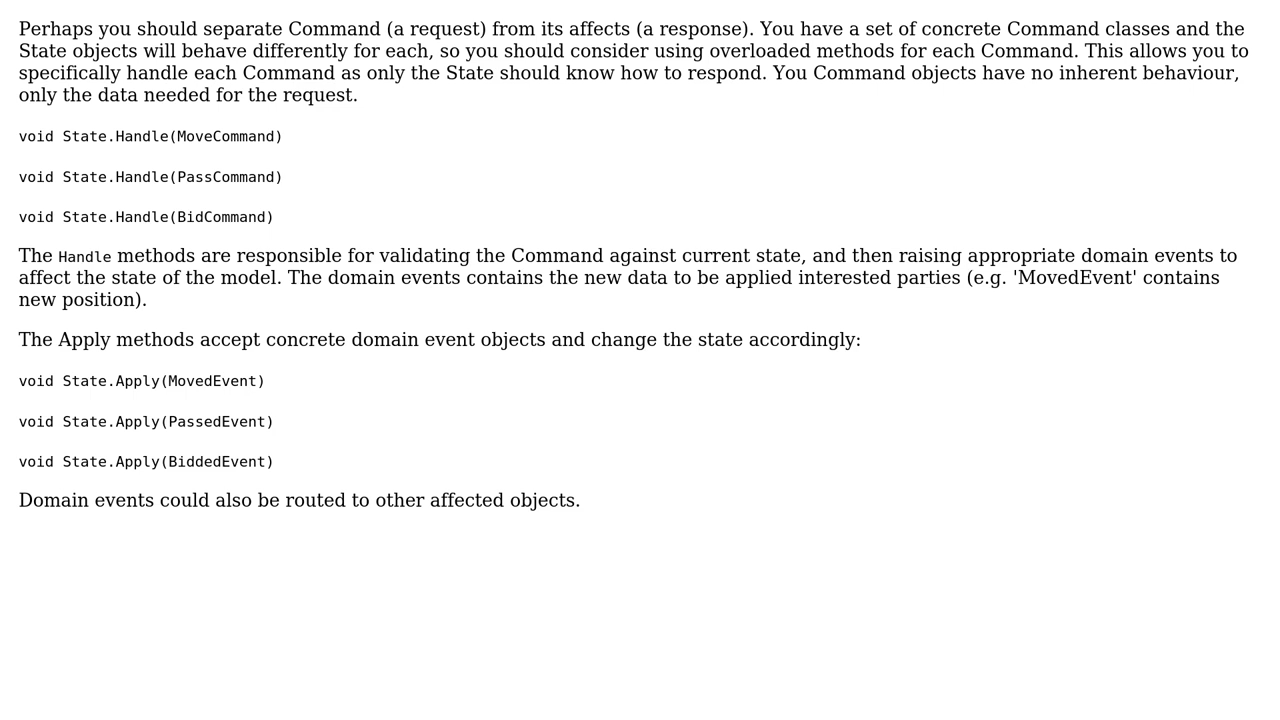 Perhaps you should separate Command (a request) from its affects (a response). You have a set of concrete Command classes and the
State objects will behave differently for each, so you should consider using overloaded methods for each Command. This allows you to
specifically handle each Command as only the State should know how to respond. You Command objects have no inherent behaviour,
only the data needed for the request.
void State.Handle(MoveCommand)
void State.Handle(PassCommand)
void State.Handle(BidCommand)
The Handle methods are responsible for validating the Command against current state, and then raising appropriate domain events to
affect the state of the model. The domain events contains the new data to be applied interested parties (e.g. 'MovedEvent' contains
new position).
The Apply methods accept concrete domain event objects and change the state accordingly:
void State.Apply(MovedEvent)
void State.Apply(PassedEvent)
void State.Apply(BiddedEvent)
Domain events could also be routed to other affected objects.